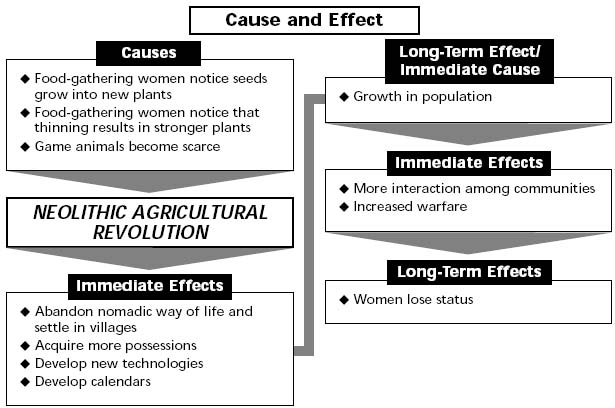 Cause and Effect
Causes
◆ Food-gathering women notice seeds
grow into new plants
◆ Food-gathering women notice that
thinning results in stronger plants
◆ Game animals become scarce
NEOLITHIC AGRICULTURAL
REVOLUTION
Immediate Effects
◆ Abandon nomadic way of life and
settle in villages
◆ Acquire more possessions
◆ Develop new technologies
◆ Develop calendars
Long-Term Effect/
Immediate Cause
◆ Growth in population
Immediate Effects
◆ More interaction among communities
◆ Increased warfare
Long-Term Effects
◆ Women lose status